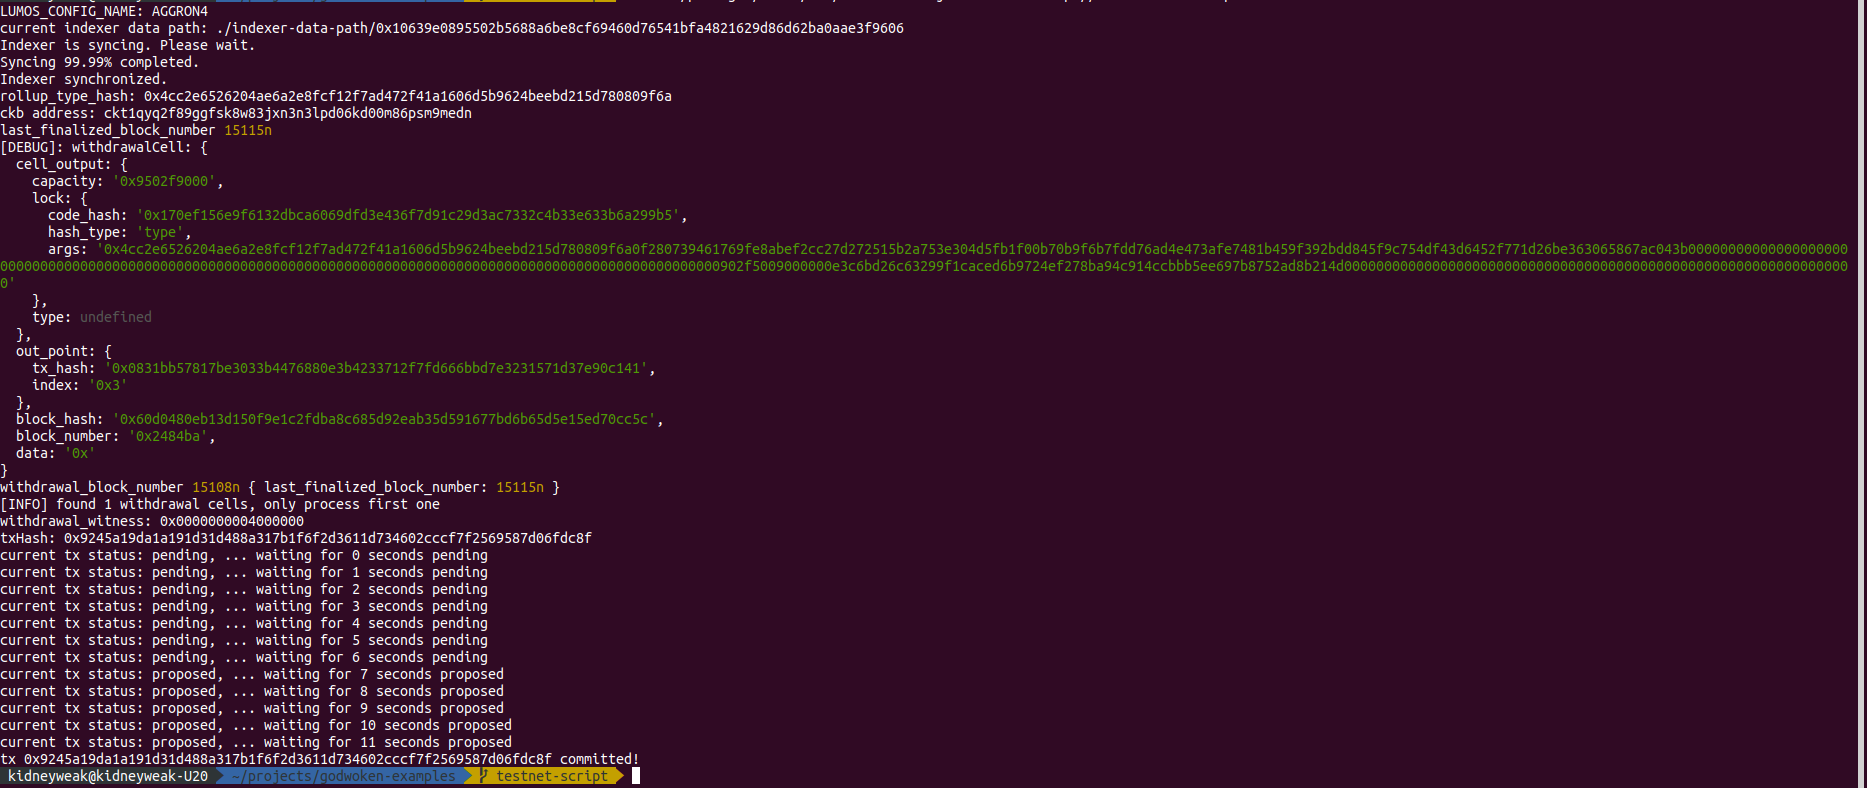 LUMOS_CONFIG_NAME: AGGRON4
current indexer data path: ./indexer-data-path/0x10639e0895502b5688a6be8cf69460d76541bfa4821629d86d62ba0aae3f9606
Indexer is syncing. Please wait.
Syncing 99.99% completed.
Indexer synchronized.
rollup_type_hash: 0x4cc2e6526204ae6a2e8fcf12f7ad472f41a1606d5b9624beebd215d780809f6a
ckb address: ckt1qyq2f89ggfsk8w83jxn3n3lpd06kd00m86psm9medn
last_finalized_block_number 15115n
[DEBUG]: withdrawalCell: {
cell_output: {
capacity: '0x9502f9000',
lock: {
code_hash: '0x170ef156e9f6132dbca6069dfd3e436f7d91c29d3ac7332c4b33e633b6a299b5',
hash_type: 'type',
},
type: undefined
},
out_point: {
tx_hash: '0x0831bb57817be3033b4476880e3b4233712f7fd666bbd7e3231571d37e90c141',
index: '0x3'
},
block_hash: '0x60d0480eb13d150f9e1c2fdba8c685d92eab35d591677bd6b65d5e15ed70cc5c',
block_number: '0x2484ba',
data: '0x'
}
withdrawal_block_number 15108n { last_finalized_block_number: 15115n }
[INFO] found 1 withdrawal cells, only process first one
withdrawal_witness: 0x0000000004000000
txHash: 0x9245a19da1a191d31d488a317b1f6f2d3611d734602cccf7f2569587d06fdc8f
current tx status: pending, ... waiting for 0 seconds pending
current tx status: pending, ... waiting for 1 seconds pending
current tx status: pending, ... waiting for 2 seconds pending
current tx status: pending, ... waiting for 3 seconds pending
current tx status: pending, ... waiting for 4 seconds pending
current tx status: pending, ... waiting for 5 seconds pending
current tx status: pending, ... waiting for 6 seconds pending
current tx status: proposed, ... waiting for 7 seconds proposed
current tx status: proposed, ... waiting for 8 seconds proposed
current tx status: proposed, ... waiting for 9 seconds proposed
current tx status: proposed, ... waiting for 10 seconds proposed
current tx status: proposed, ... waiting for 11 seconds proposed
tx 0x9245a19da1a191d31d488a317b1f6f2d3611d734602cccf7f2569587d06fdc8f committed!
kidneyweak@kidneyweak-U20 ~/projects/godwoken-examples testnet-script